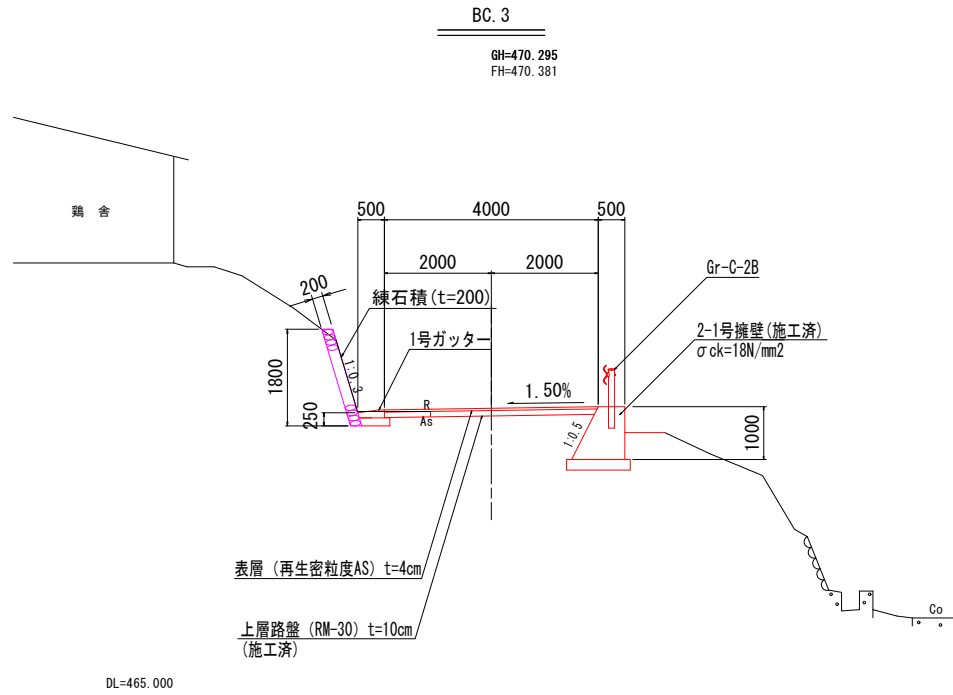 BC.3
GH=470.295
FH=470.381
鶏 舎
500
4000
500
2000
2000
Gr-C-2B
200
練石積(t=200)
1号ガッター
2-1号擁壁(施工済)
σck=18N/mm2
1800
1:0.3
250
R
As
1.50%
1:0.5
1000
表層 (再生密粒度AS) t=4cm
上層路盤 (RM-30) t=10cm
(施工済)
Co
DL=465.000